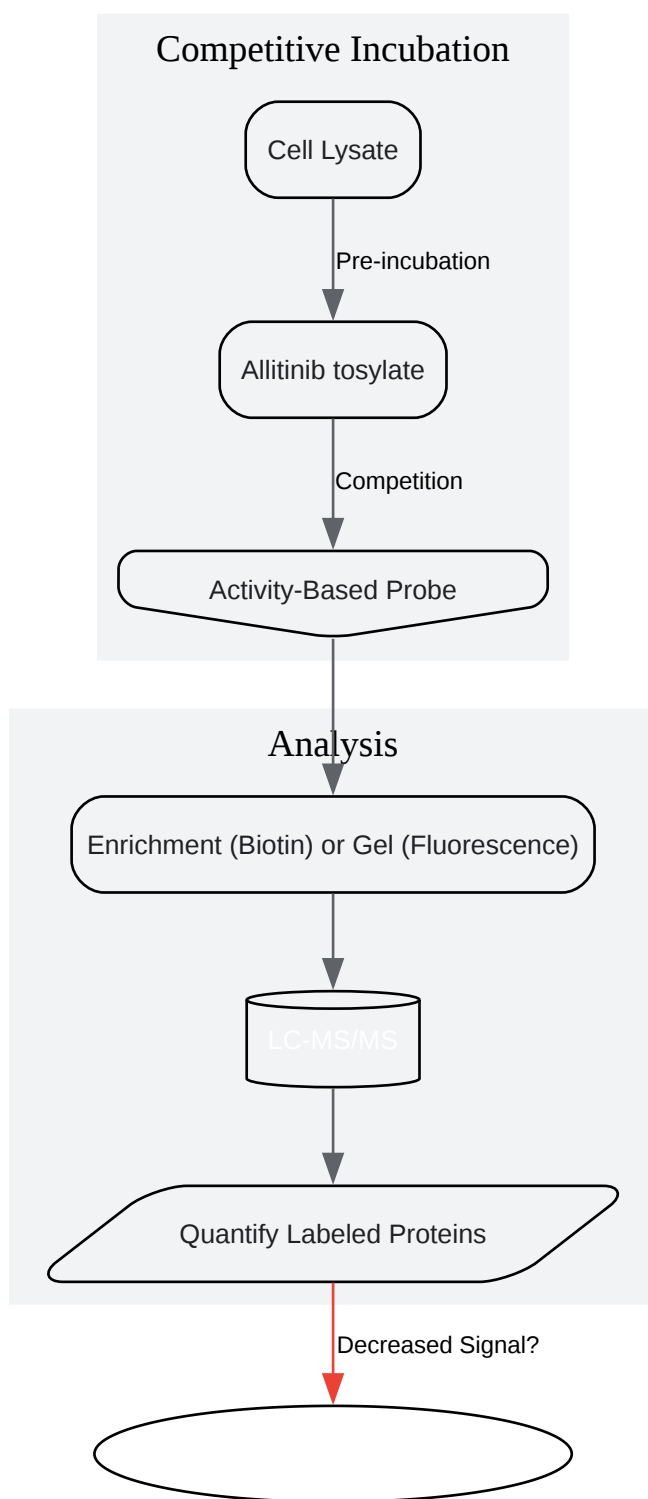 Competitive Incubation
Cell Lysate
Pre-incubation
Allitinib tosylate
Competition
Activity-Based Probe
Analysis
Enrichment (Biotin) or Gel (Fluorescence)
LC-MS/MS
Quantify Labeled Proteins
Decreased Signal?